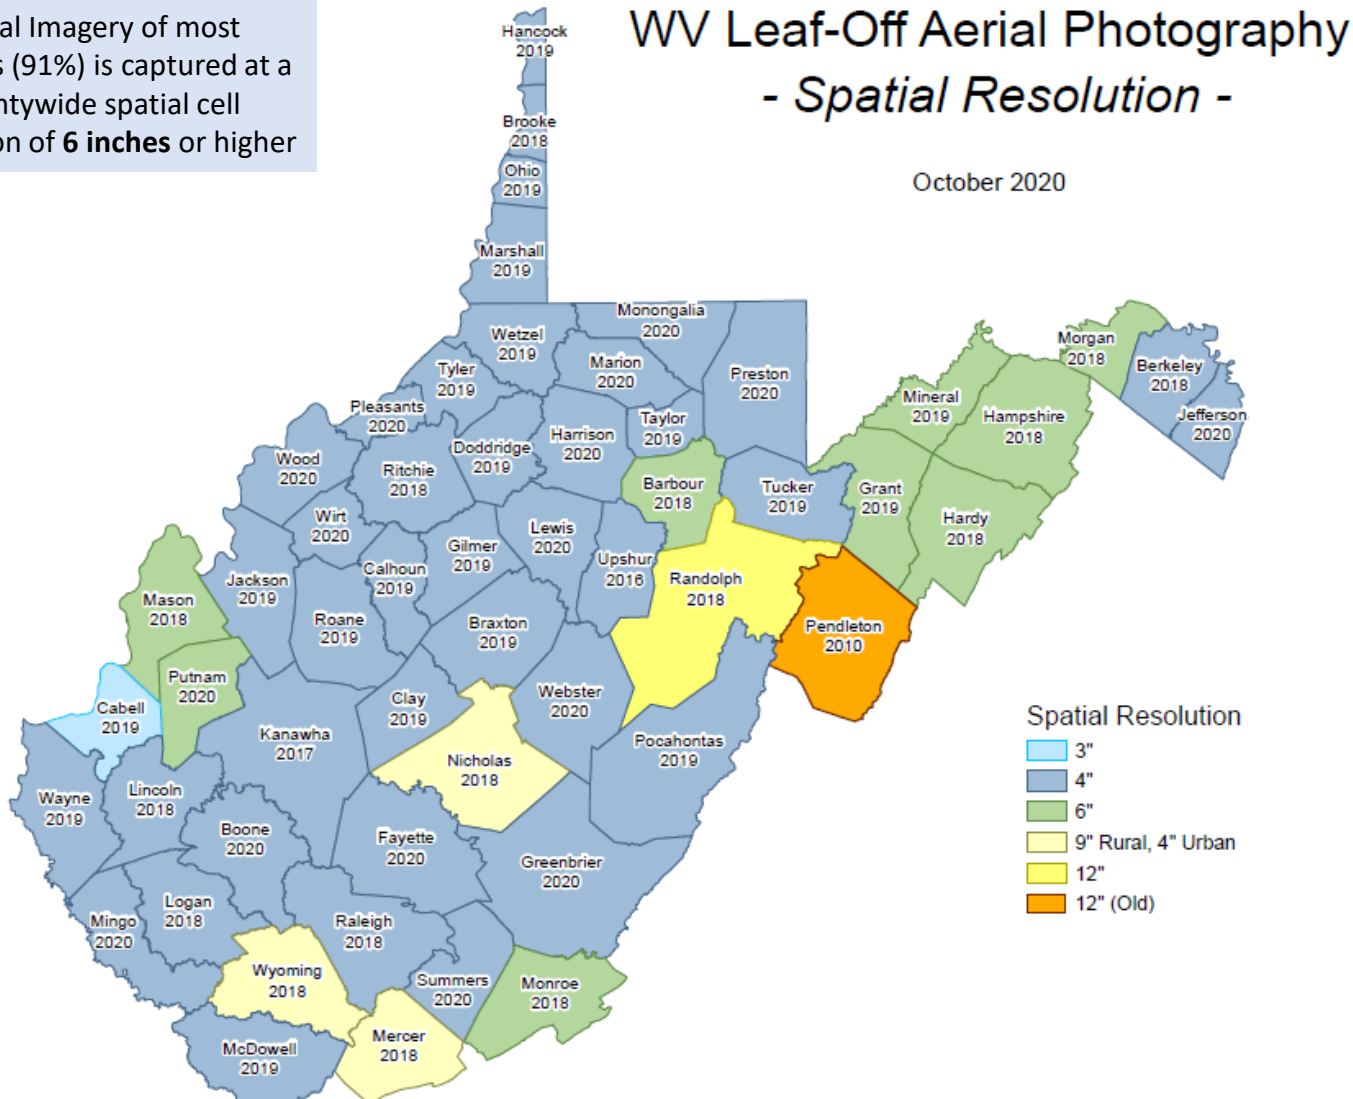 al Imagery of most
s (91%) is captured at a
ntywide spatial cell
on of 6 inches or higher
WV Leaf-Off Aerial Photography
- Spatial Resolution -
October 2020
Hancock
2019
Brooke
2018
Ohio
2019
Marshall
2019
Wetzel
2019
Monongalia
2020
Marion
2020
Preston
2020
Tyler
2019
Pleasants
2020
Doddridge
2019
Harrison
2020
Taylor
2019
Wood
2020
Ritchie
2018
Barbour
2018
Tucker
2019
Grant
2019
Mineral
2019
Hampshire
2018
Morgan
2018
Berkeley
2018
Jefferson
2020
Hardy
2018
Wirt
2020
Calhoun
2019
Gilmer
2019
Lewis
2020
Upshur
2016
Randolph
2018
Pendleton
2010
Jackson
2019
Roane
2019
Braxton
2019
Mason
2018
Putnam
2020
Cabell
2019
Kanawha
2017
Clay
2019
Webster
2020
Nicholas
2018
Pocahontas
2019
Wayne
2019
Lincoln
2018
Boone
2020
Fayette
2020
Greenbrier
2020
Mingo
2020
Logan
2018
Raleigh
2018
Wyoming
2018
Summers
2020
Monroe
2018
McDowell
2019
Mercer
2018
Spatial Resolution
3"
4"
6"
9" Rural, 4" Urban
12"
12" (Old)